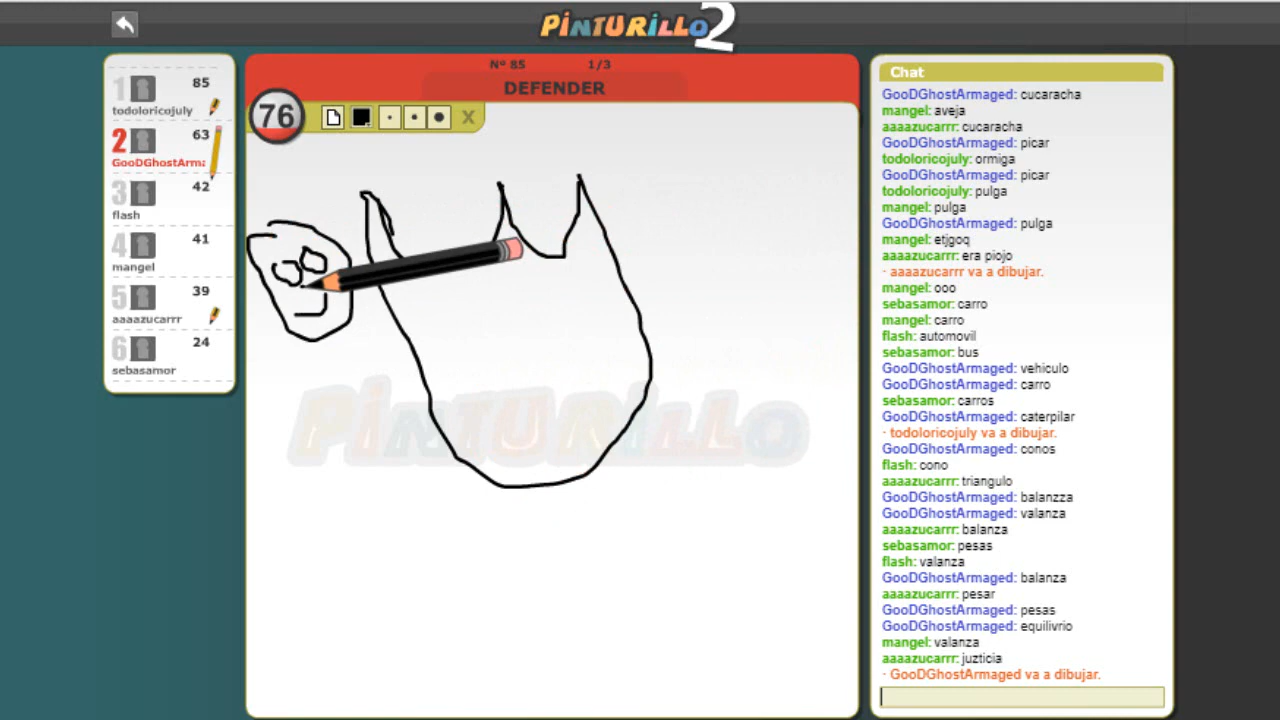 PINTURILLO 2
1 85
todoloricojuly
2 63
GooDGhostArma
3 42
flash
4 41
mangel
5 39
aaaazucarrr
6 24
sebasamor
Nº 85 1/3
DEFENDER
76
X
PINTURILLO
Chat
GooDGhostArmaged: cucaracha
mangel: aveja
aaaazucarrr: cucaracha
GooDGhostArmaged: picar
todoloricojuly: ormiga
GooDGhostArmaged: picar
todoloricojuly: pulga
mangel: pulga
GooDGhostArmaged: pulga
mangel: etjgoq
aaaazucarrr: era piojo
· aaaazucarrr va a dibujar.
mangel: ooo
sebasamor: carro
mangel: carro
flash: automovil
sebasamor: bus
GooDGhostArmaged: vehiculo
GooDGhostArmaged: carro
sebasamor: carros
GooDGhostArmaged: caterpilar
· todoloricojuly va a dibujar.
GooDGhostArmaged: conos
flash: cono
aaaazucarrr: triangulo
GooDGhostArmaged: balanzza
GooDGhostArmaged: valanza
aaaazucarrr: balanza
sebasamor: pesas
flash: valanza
GooDGhostArmaged: balanza
aaaazucarrr: pesar
GooDGhostArmaged: pesas
GooDGhostArmaged: equilivrio
mangel: valanza
aaaazucarrr: juzticia
· GooDGhostArmaged va a dibujar.